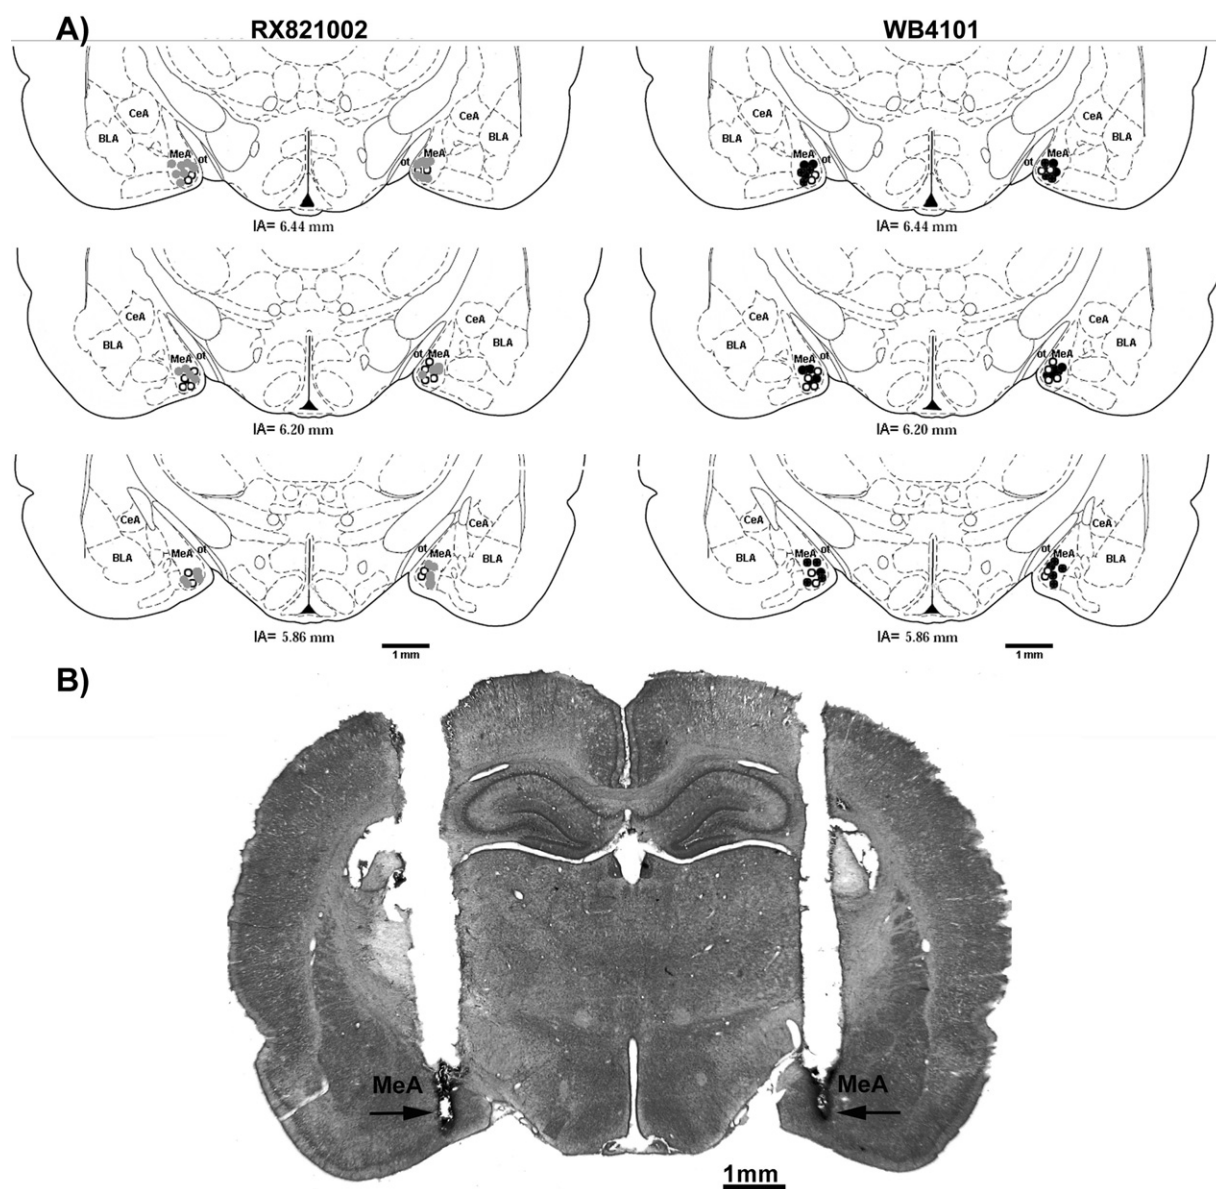 A) RX821002 WB4101
CeA CeA CeA CeA
BLA BLA BLA BLA
MeA ot ot MeA MeA ot ot MeA
IA= 6.44 mm IA= 6.44 mm
CeA CeA CeA CeA
BLA BLA BLA BLA
MeA ot ot MeA MeA ot ot MeA
IA= 6.20 mm IA= 6.20 mm
CeA CeA CeA CeA
BLA MeA ot ot MeA BLA BLA MeA ot ot MeA BLA
IA= 5.86 mm IA= 5.86 mm
1 mm 1 mm
B)
MeA MeA
1mm